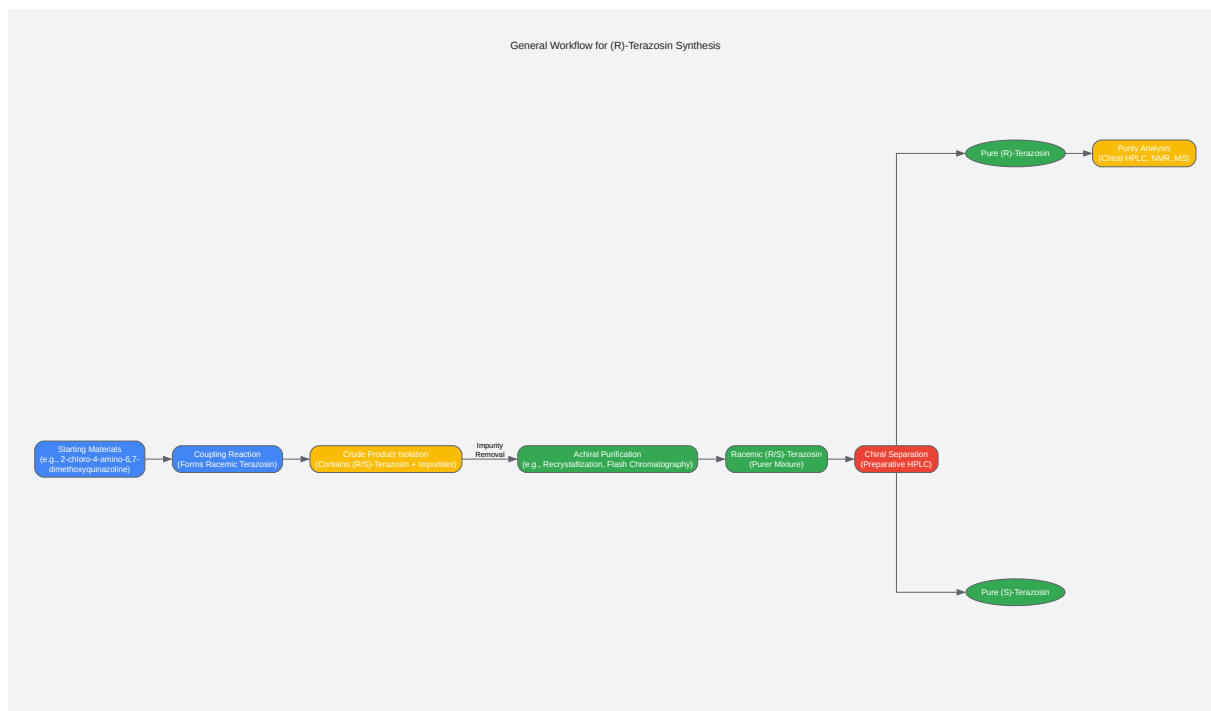 General Workflow for (R)-Terazosin Synthesis
Pure (R)-Terazosin
Purity Analysis
(Chiral HPLC, NMR, MS)
Starting Materials
(e.g., 2-chloro-4-amino-6,7-
dimethoxyquinazoline)
Coupling Reaction
(Forms Racemic Terazosin)
Crude Product Isolation
(Contains (R/S)-Terazosin + Impurities)
Impurity
Removal
Achiral Purification
(e.g., Recrystallization, Flash Chromatography)
Racemic (R/S)-Terazosin
(Purer Mixture)
Chiral Separation
(Preparative HPLC)
Pure (S)-Terazosin